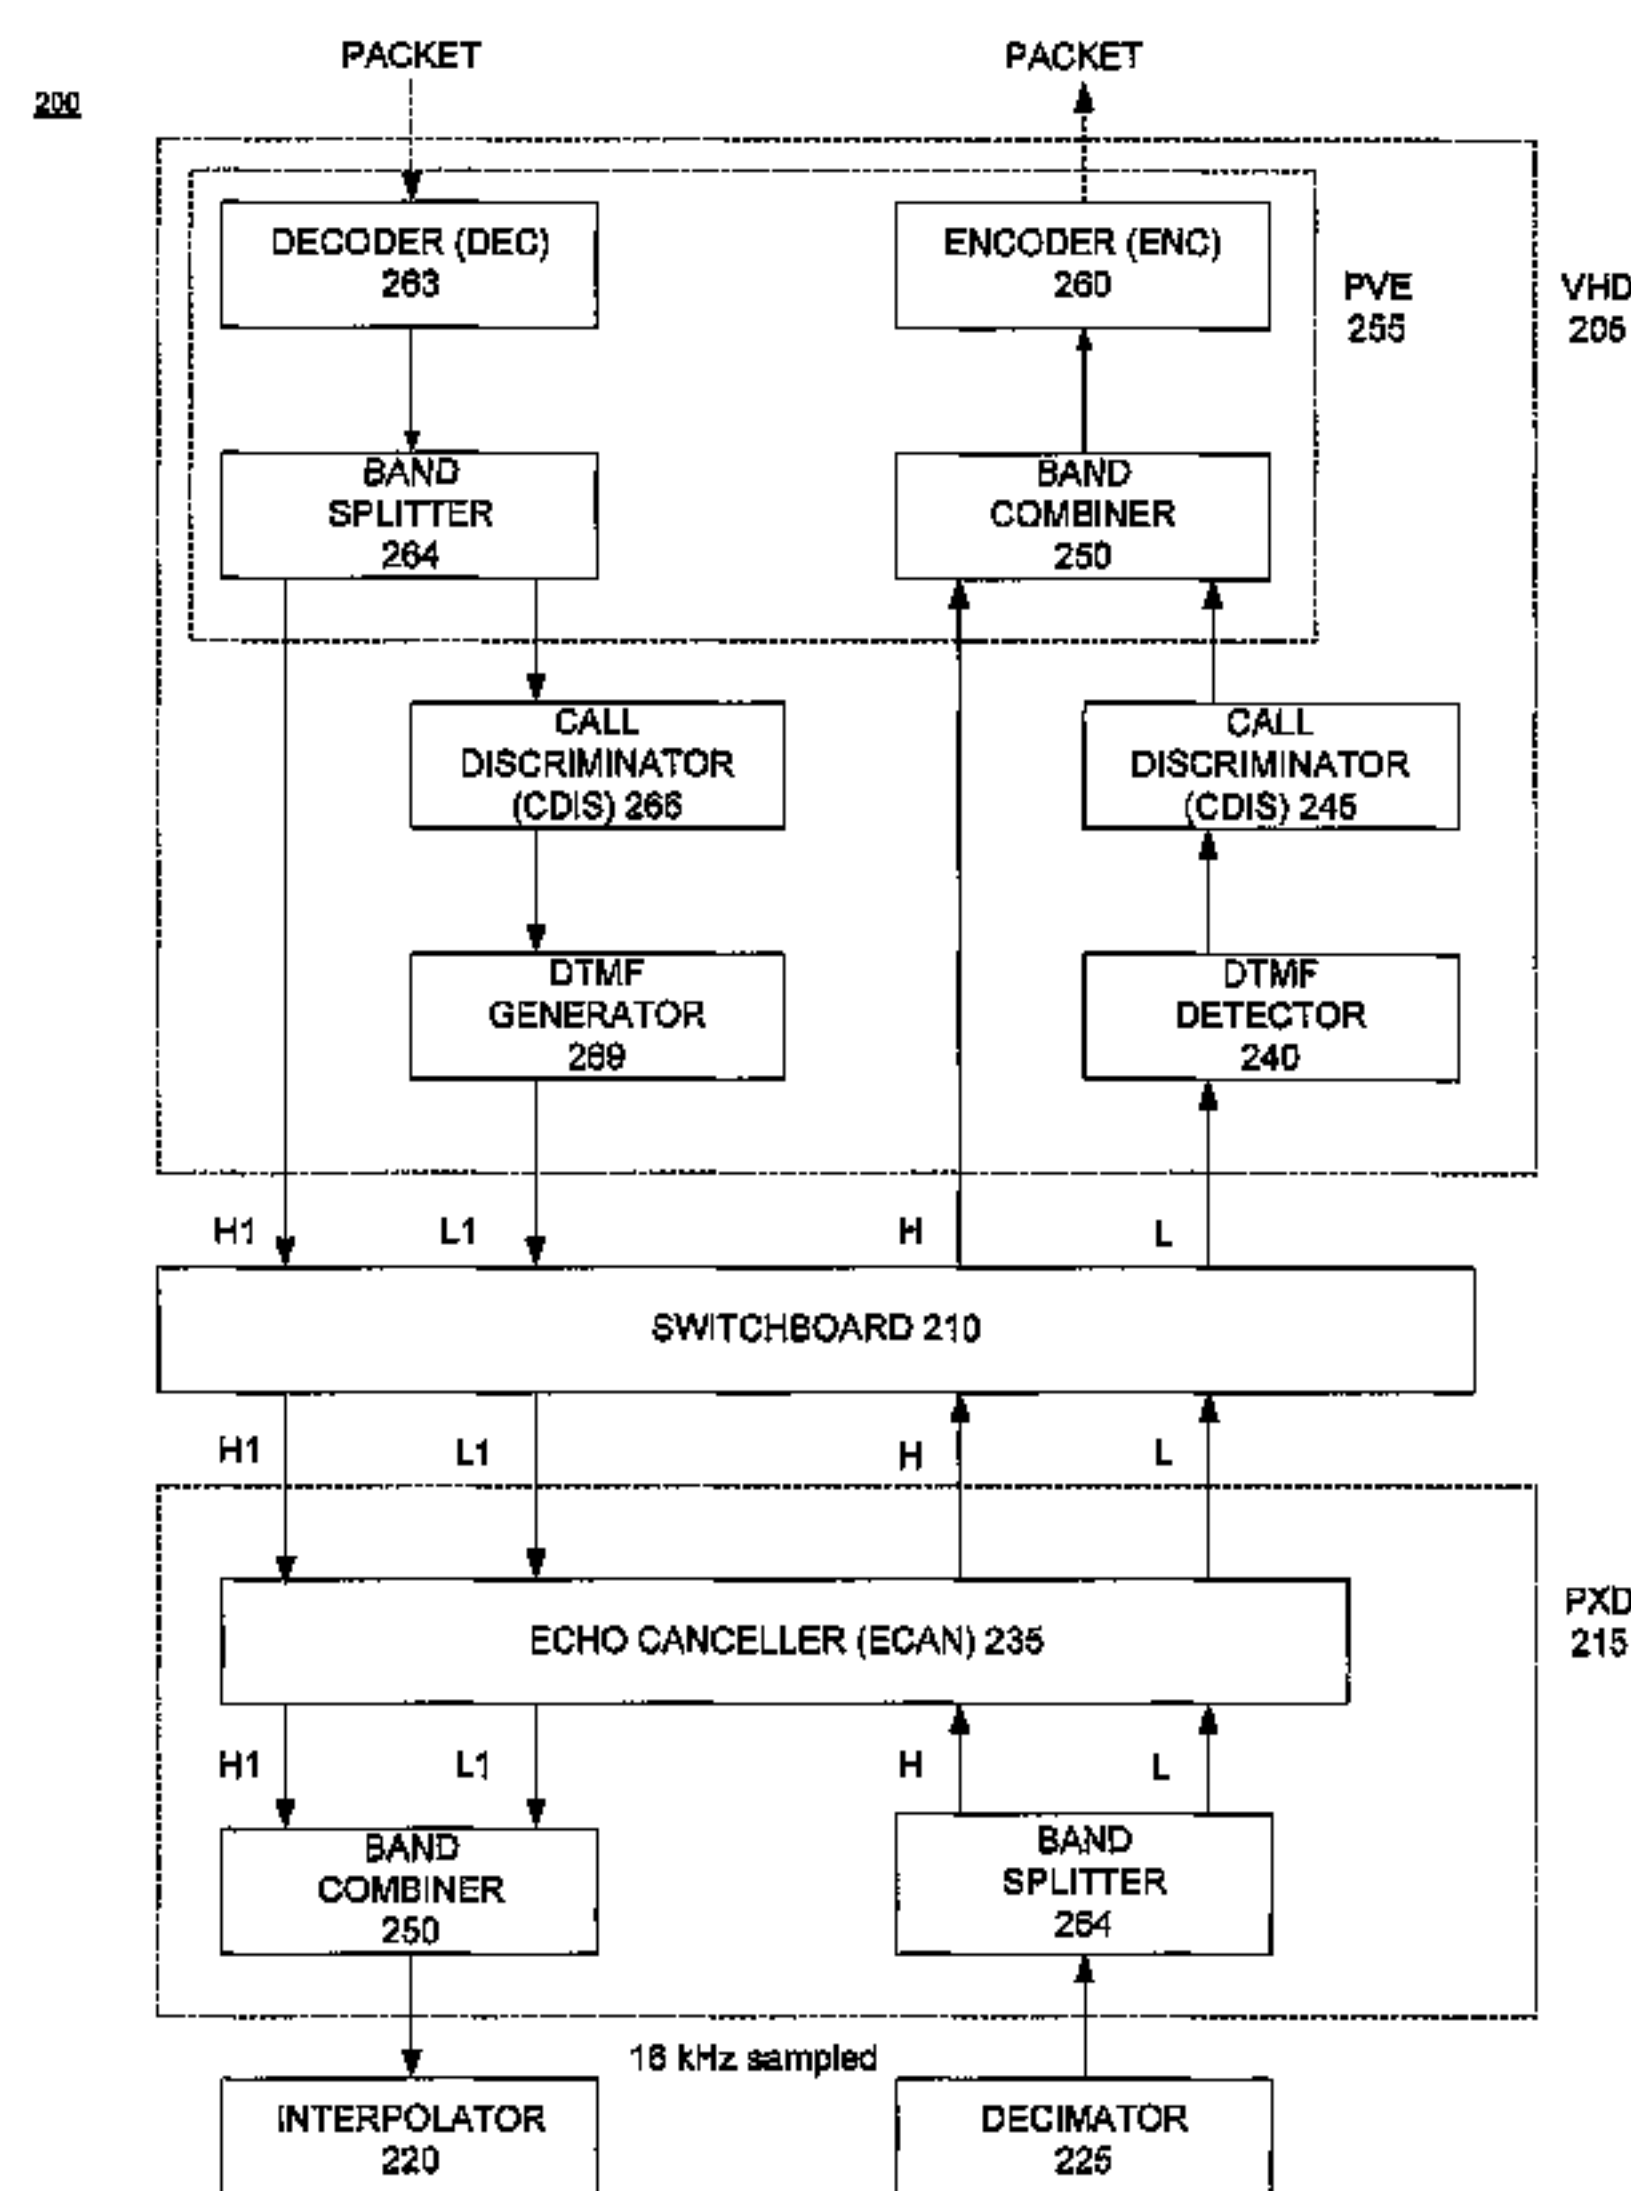 PACKET
PACKET
200
DECODER (DEC)
263
ENCODER (ENC)
260
PVE
255
VHD
205
BAND
SPLITTER
264
BAND
COMBINER
250
CALL
DISCRIMINATOR
(CDIS) 266
CALL
DISCRIMINATOR
(CDIS) 245
DTMF
GENERATOR
269
DTMF
DETECTOR
240
H1
L1
H
L
SWITCHBOARD 210
H1
L1
H
L
ECHO CANCELLER (ECAN) 235
PXD
215
H1
L1
H
L
BAND
COMBINER
250
BAND
SPLITTER
264
16 kHz sampled
INTERPOLATOR
220
DECIMATOR
225